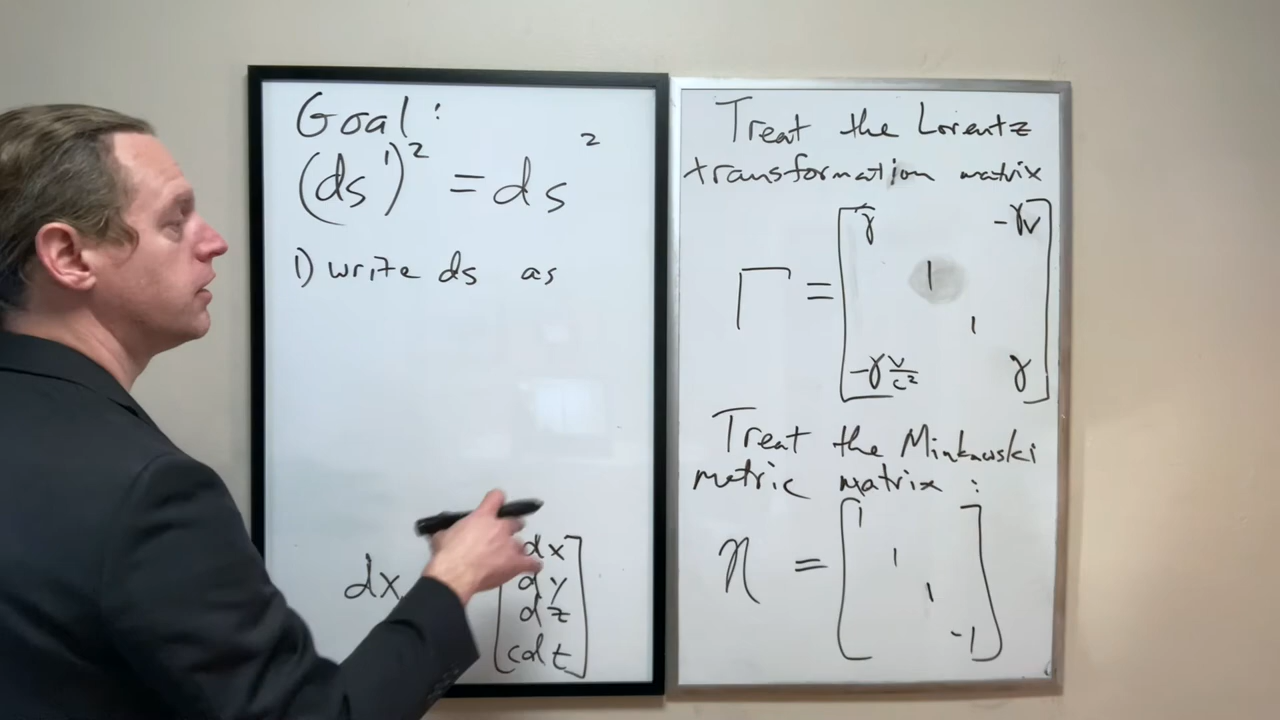 Goal:
(ds')² = ds²
1) write ds as
dx
[dx
dy
dz
cdt]
Treat the Lorentz
transformation matrix
Γ = [γ -γv
1
1
-γ v/c² γ]
Treat the Minkowski
metric matrix :
η = [1
1
1
-1]